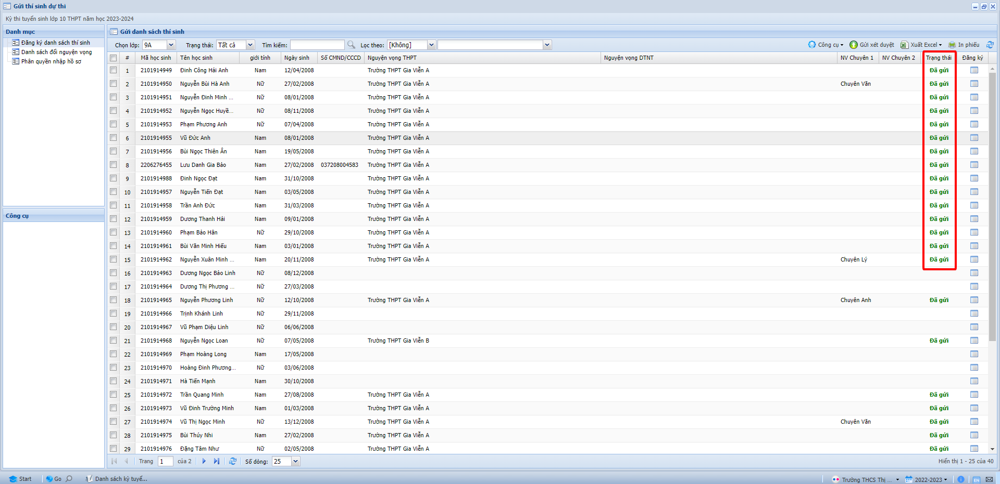 Gửi thí sinh dự thi
Kỳ thi tuyển sinh lớp 10 THPT năm học 2023-2024
Danh mục
Đăng ký danh sách thí sinh
Danh sách đổi nguyện vọng
Phân quyền nhập hồ sơ
Công cụ
Gửi danh sách thí sinh
Chọn lớp: 9A Trạng thái: Tất cả Tìm kiếm: Lọc theo: [Không] Công cụ Gửi xét duyệt Xuất Excel In phiếu
# Mã học sinh Tên học sinh giới tính Ngày sinh Số CMND/CCCD Nguyện vọng THPT Nguyện vọng DTNT NV Chuyên 1 NV Chuyên 2 Trạng thái Đăng ký
1 2101914949 Đinh Công Hải Anh Nam 12/04/2008 Trường THPT Gia Viễn A Đã gửi
2 2101914950 Nguyễn Bùi Hà Anh Nữ 27/02/2008 Trường THPT Gia Viễn A Chuyên Văn Đã gửi
3 2101914951 Nguyễn Đinh Minh ... Nữ 08/01/2008 Trường THPT Gia Viễn A Đã gửi
4 2101914952 Nguyễn Ngọc Huyề... Nữ 08/11/2008 Trường THPT Gia Viễn A Đã gửi
5 2101914953 Phạm Phương Anh Nữ 07/04/2008 Trường THPT Gia Viễn A Đã gửi
6 2101914955 Vũ Đức Anh Nam 08/01/2008 Trường THPT Gia Viễn A Đã gửi
7 2101914956 Bùi Ngọc Thiên Ân Nam 19/05/2008 Trường THPT Gia Viễn A Đã gửi
8 2206276455 Lưu Danh Gia Bảo Nam 27/02/2008 037208004583 Trường THPT Gia Viễn A Đã gửi
9 2101914988 Đinh Ngọc Đạt Nam 31/10/2008 Trường THPT Gia Viễn A Đã gửi
10 2101914957 Nguyễn Tiến Đạt Nam 03/05/2008 Trường THPT Gia Viễn A Đã gửi
11 2101914958 Trần Anh Đức Nam 31/03/2008 Trường THPT Gia Viễn A Đã gửi
12 2101914959 Dương Thanh Hải Nam 09/01/2008 Trường THPT Gia Viễn A Đã gửi
13 2101914960 Phạm Bảo Hân Nữ 29/10/2008 Trường THPT Gia Viễn A Đã gửi
14 2101914961 Bùi Văn Minh Hiếu Nam 03/01/2008 Trường THPT Gia Viễn A Đã gửi
15 2101914962 Nguyễn Xuân Minh ... Nam 20/11/2008 Trường THPT Gia Viễn A Chuyên Lý Đã gửi
16 2101914963 Dương Ngọc Bảo Linh Nữ 08/12/2008
17 2101914964 Dương Thị Phương ... Nữ 27/03/2008
18 2101914965 Nguyễn Phương Linh Nữ 12/10/2008 Trường THPT Gia Viễn A Chuyên Anh Đã gửi
19 2101914966 Trịnh Khánh Linh Nữ 29/11/2008
20 2101914967 Vũ Phạm Diệu Linh Nữ 06/06/2008
21 2101914968 Nguyễn Ngọc Loan Nữ 07/05/2008 Trường THPT Gia Viễn B Đã gửi
22 2101914969 Phạm Hoàng Long Nam 17/05/2008
23 2101914970 Hoàng Đinh Phương... Nữ 03/06/2008
24 2101914971 Hà Tiến Mạnh Nam 30/10/2008
25 2101914972 Trần Quang Minh Nam 27/08/2008 Trường THPT Gia Viễn A Đã gửi
26 2101914973 Vũ Đinh Trường Minh Nam 01/03/2008 Trường THPT Gia Viễn A Đã gửi
27 2101914974 Vũ Thị Ngọc Minh Nữ 13/12/2008 Trường THPT Gia Viễn A Chuyên Văn Đã gửi
28 2101914975 Bùi Thúy Nhi Nam 27/02/2008 Trường THPT Gia Viễn A Đã gửi
29 2101914976 Đặng Tâm Như Nữ 02/05/2008 Trường THPT Gia Viễn A Đã gửi
Trang 1 của 2 Số dòng: 25 Hiển thị 1 - 25 của 40
Start Go Danh sách kỳ tuyể... Trường THCS Thị ... 2022-2023 EN